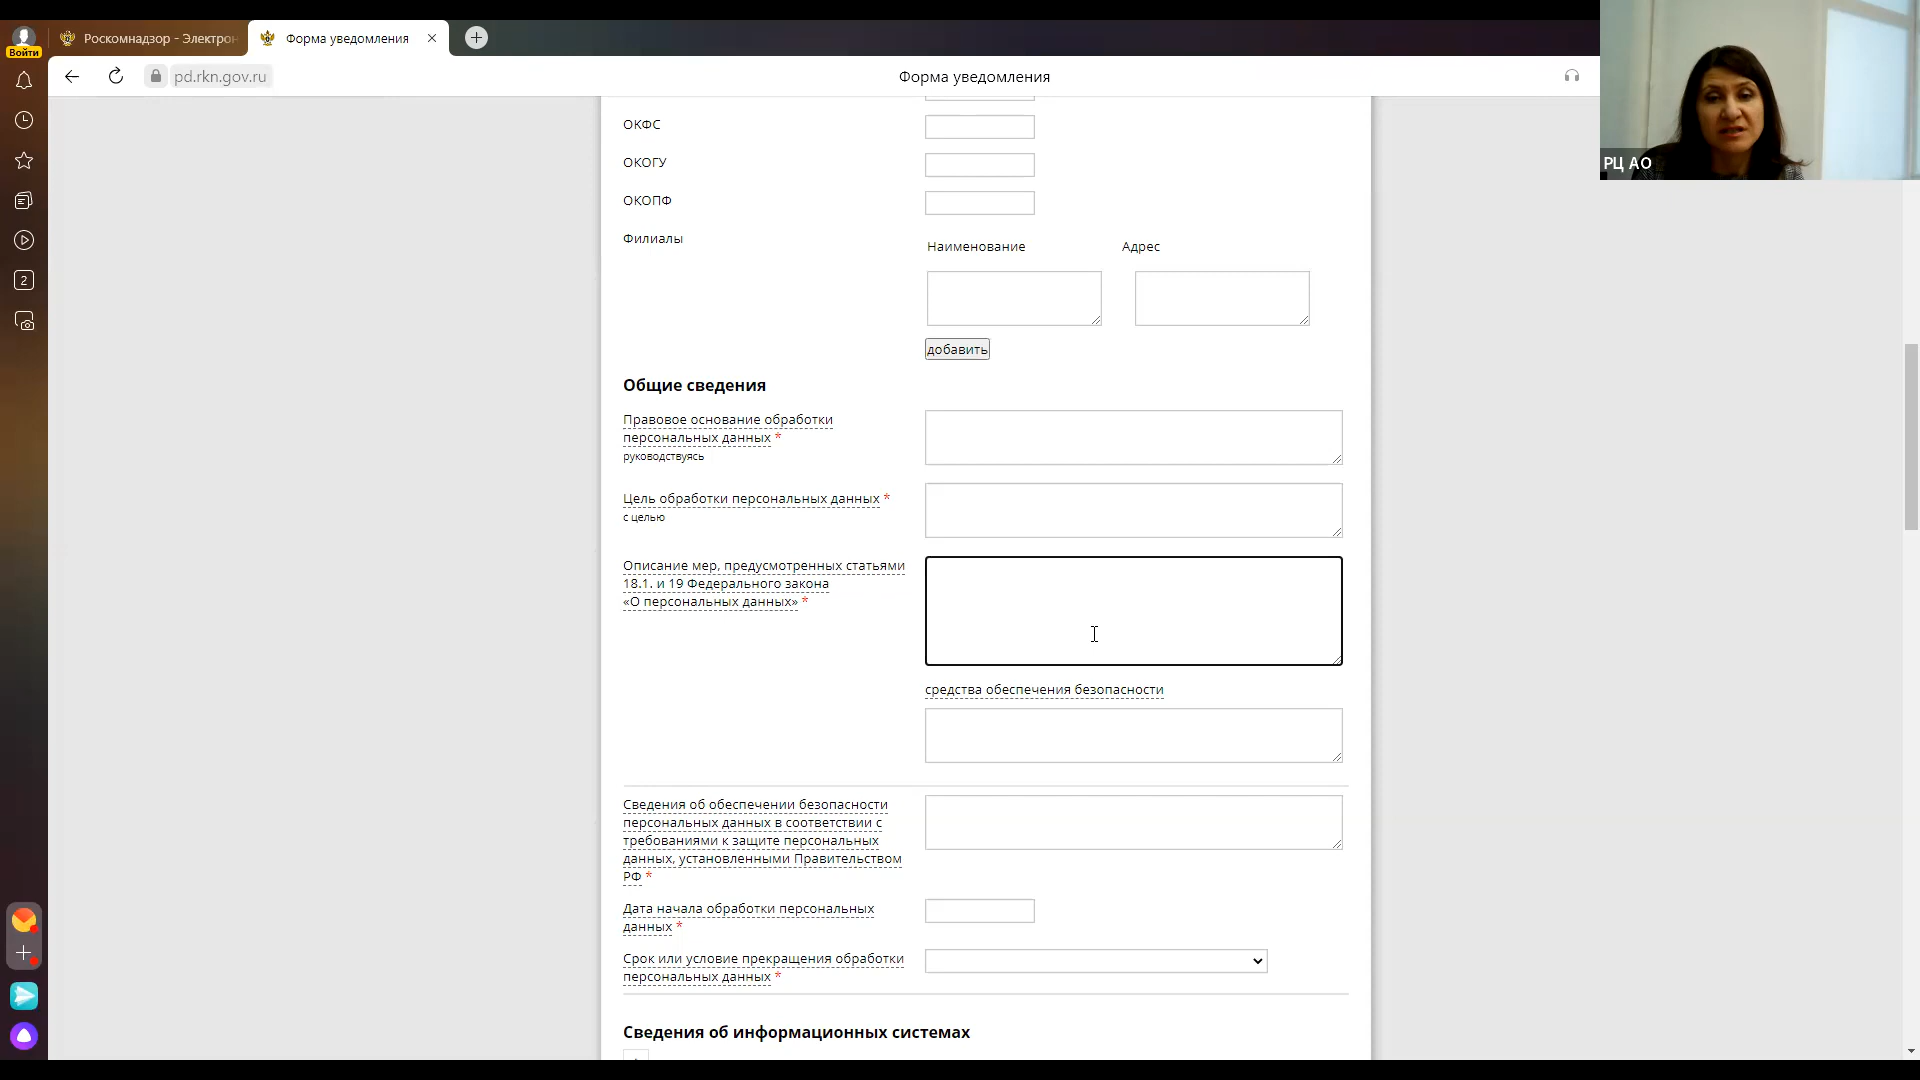 Войти
Роскомнадзор - Электрон
Форма уведомления
pd.rkn.gov.ru
Форма уведомления
РЦ АО
2
ОКФС
ОКОГУ
ОКОПФ
Филиалы
Наименование
Адрес
добавить
Общие сведения
Правовое основание обработки
персональных данных *
руководствуясь
Цель обработки персональных данных *
с целью
Описание мер, предусмотренных статьями
18.1. и 19 Федерального закона
«О персональных данных» *
средства обеспечения безопасности
Сведения об обеспечении безопасности
персональных данных в соответствии с
требованиями к защите персональных
данных, установленными Правительством
РФ *
Дата начала обработки персональных
данных *
Срок или условие прекращения обработки
персональных данных *
Сведения об информационных системах